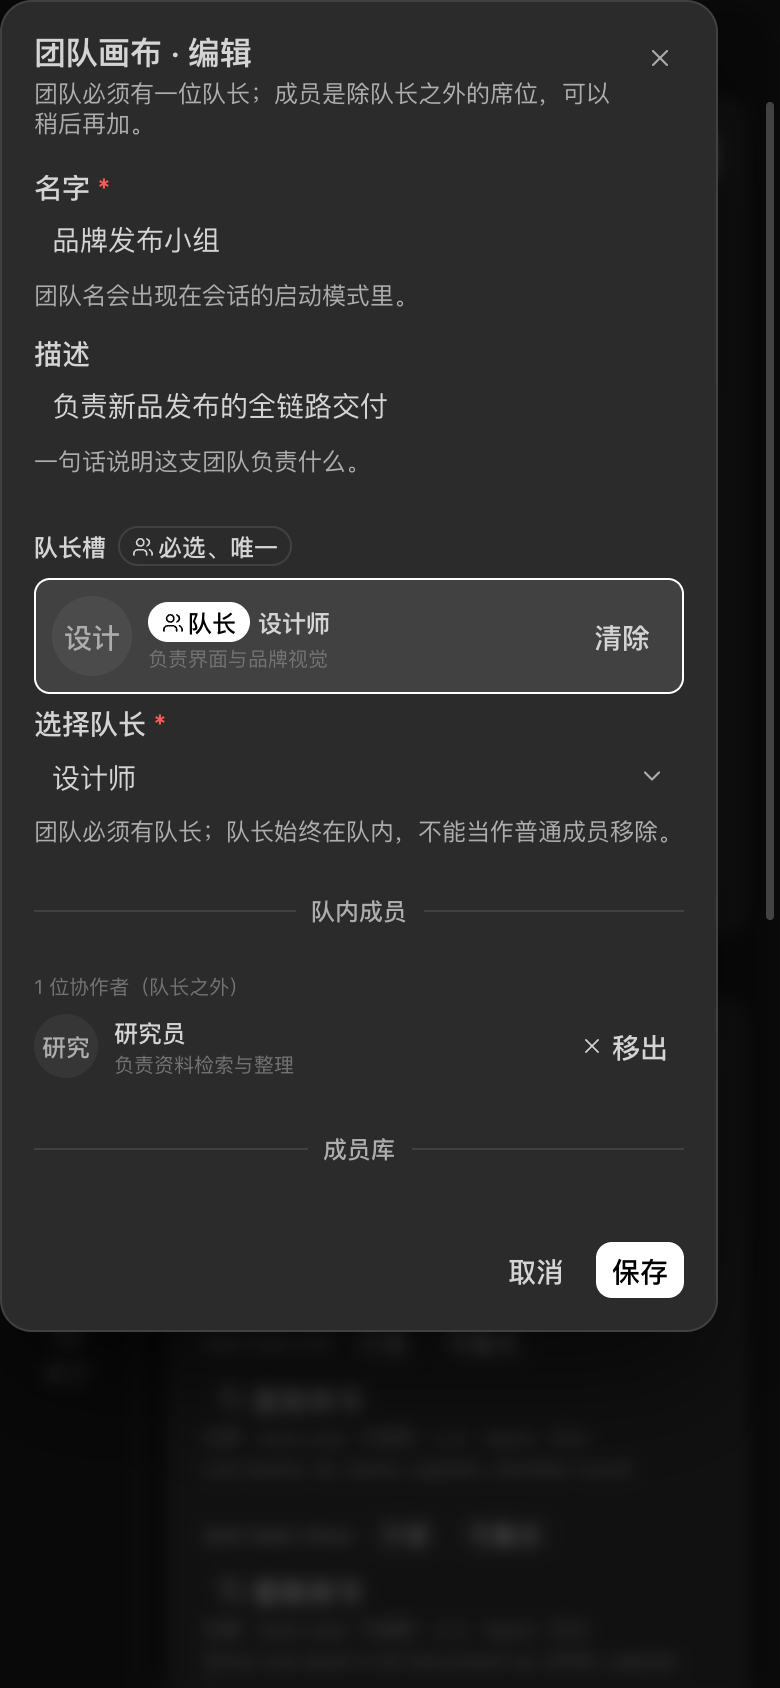 团队画布 · 编辑
团队必须有一位队长；成员是除队长之外的席位，可以
稍后再加。
名字 *
品牌发布小组
团队名会出现在会话的启动模式里。
描述
负责新品发布的全链路交付
一句话说明这支团队负责什么。
队长槽 必选、唯一
设计 队长 设计师 清除
负责界面与品牌视觉
选择队长 *
设计师
团队必须有队长；队长始终在队内，不能当作普通成员移除。
队内成员
1 位协作者（队长之外）
研究 研究员 移出
负责资料检索与整理
成员库
取消 保存